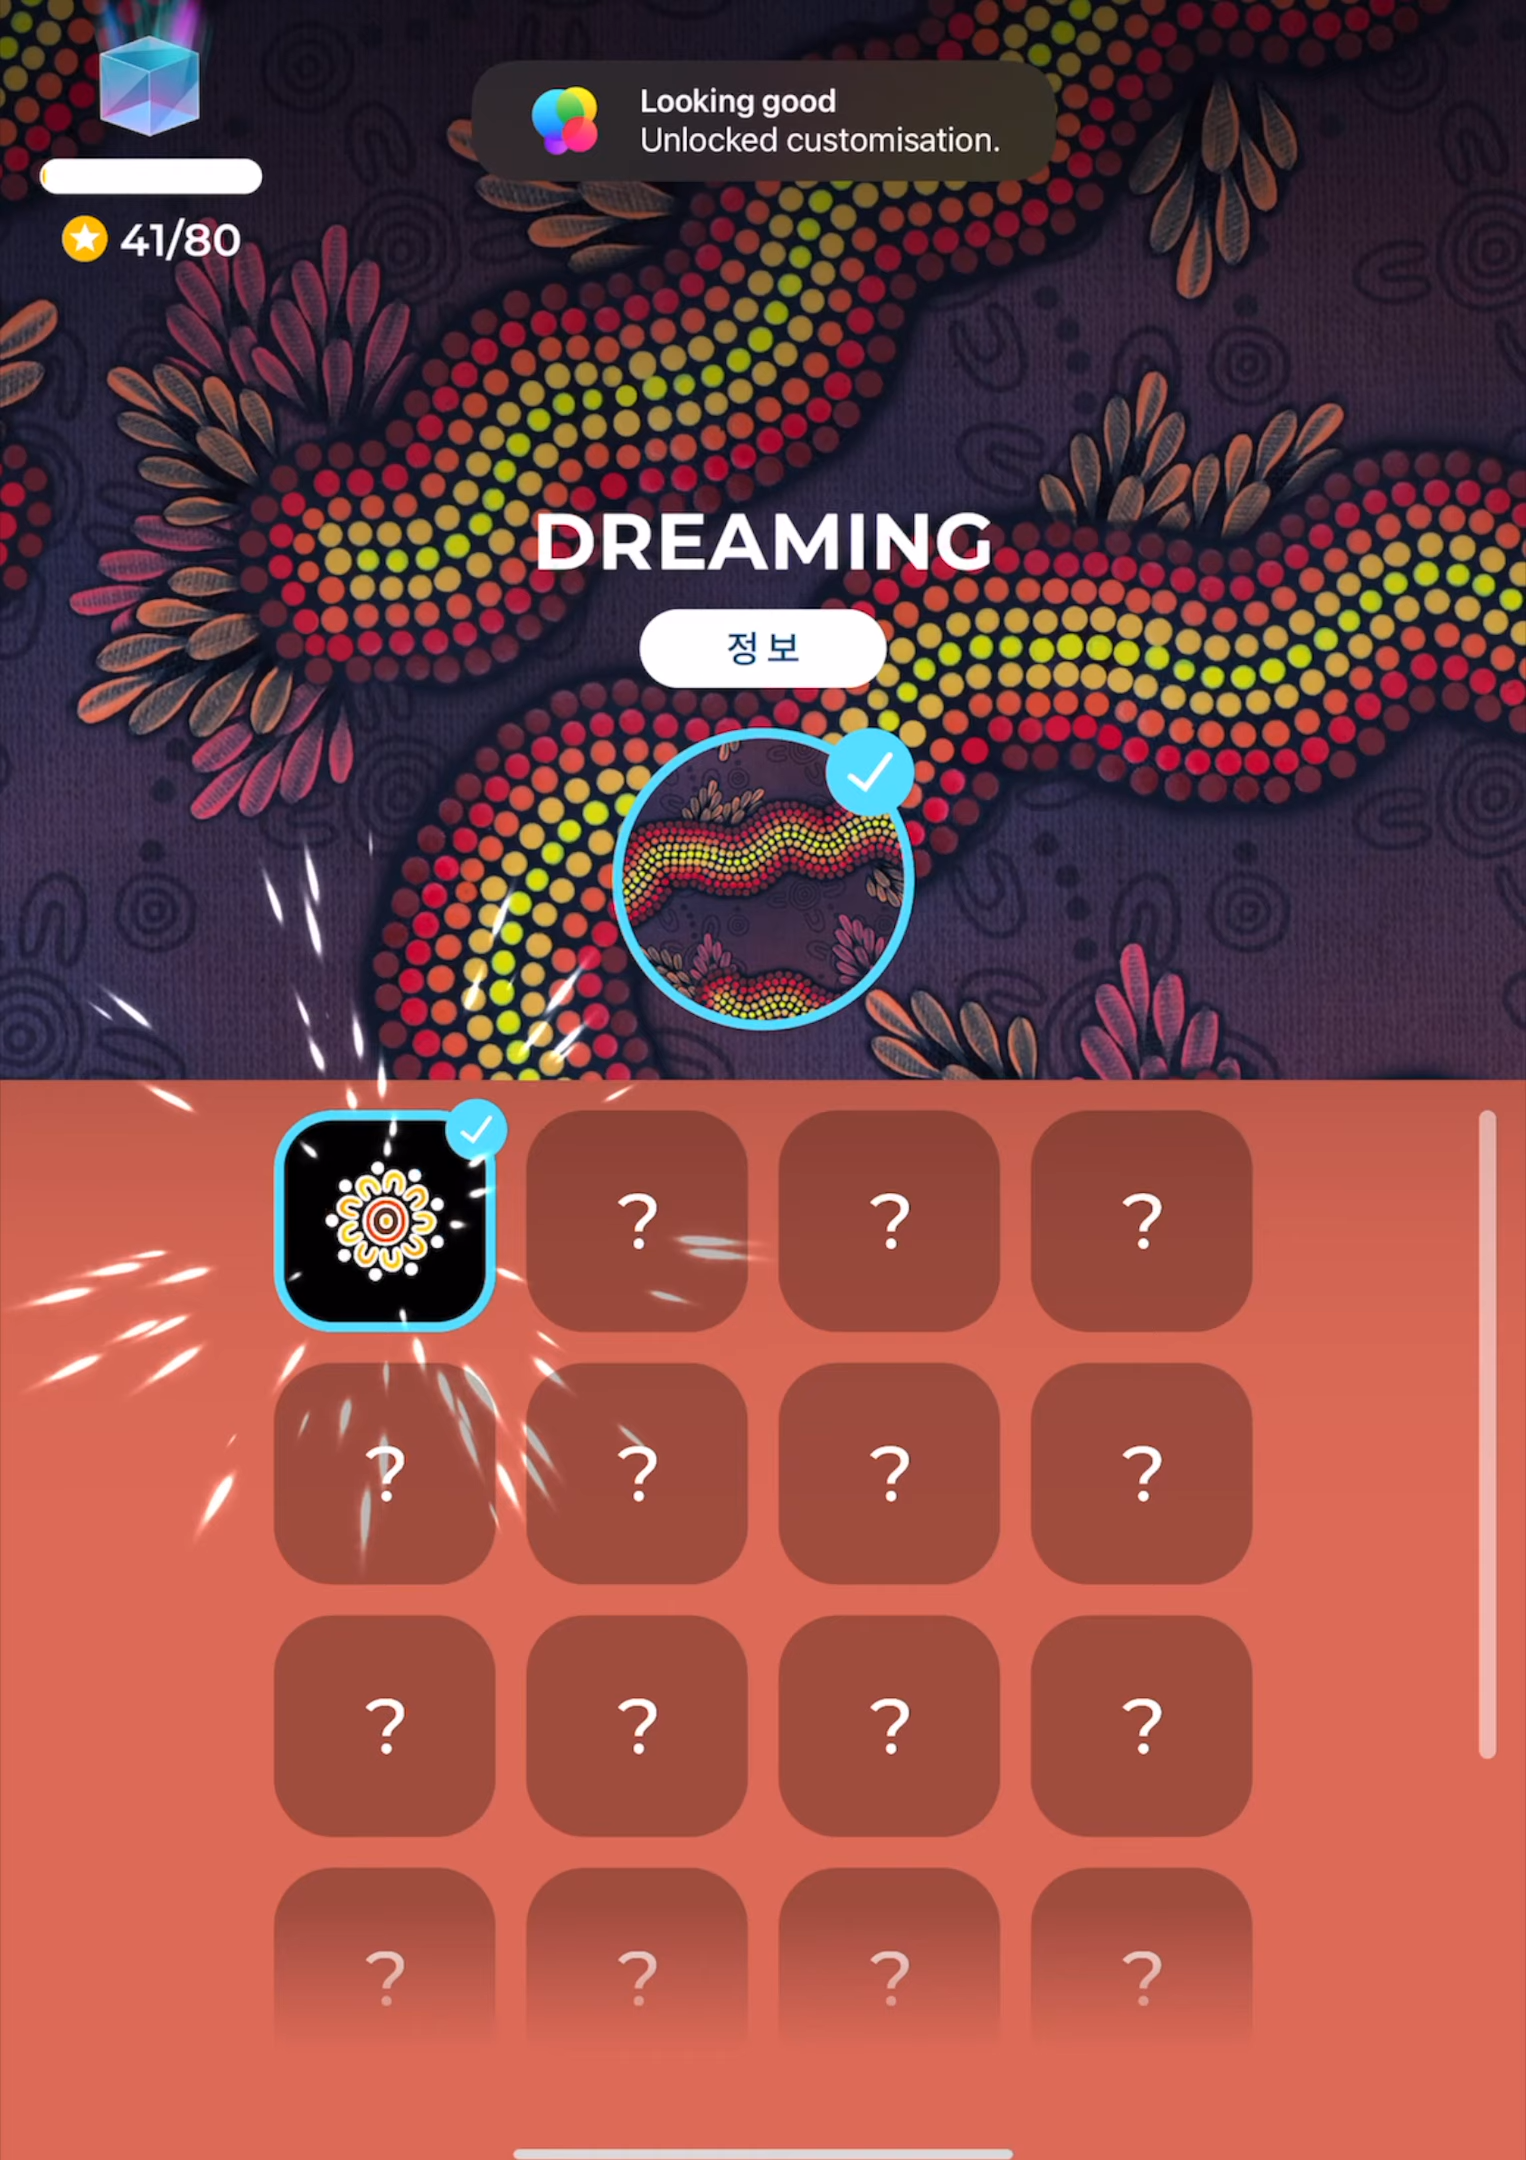 Looking good
Unlocked customisation.
41/80
DREAMING
정보
? ? ?
? ? ? ?
? ? ? ?
? ? ? ?